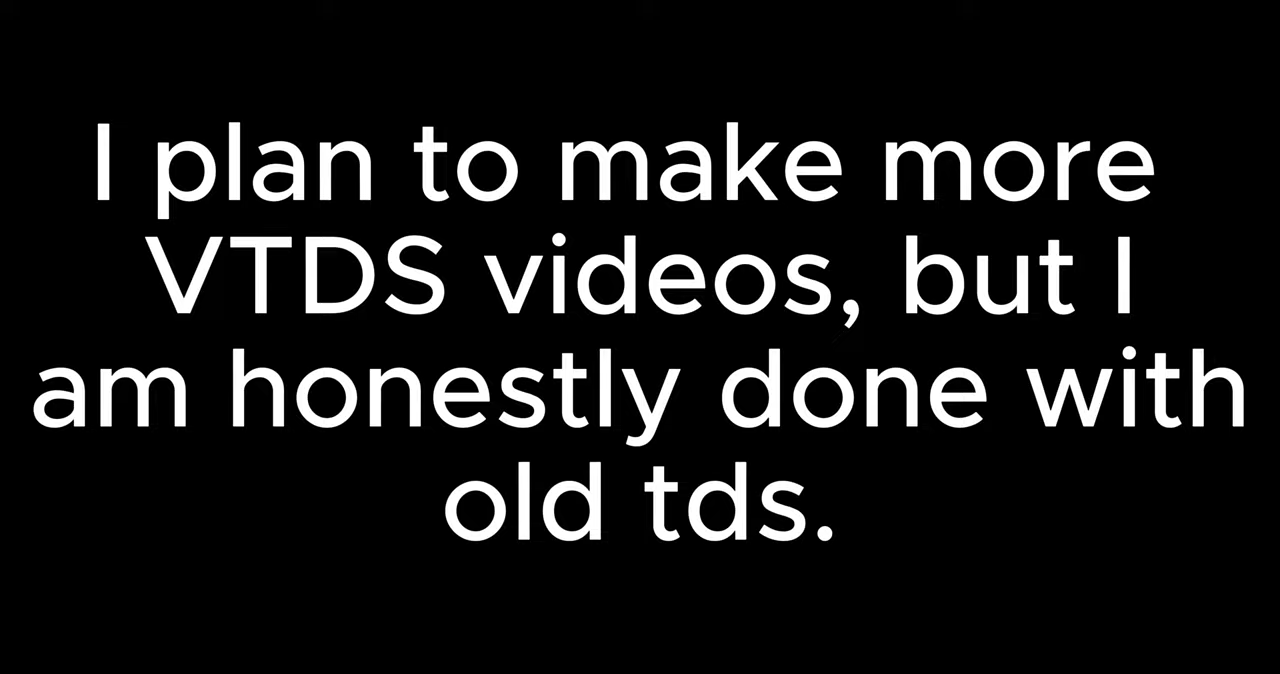 I plan to make more
VTDS videos, but I
am honestly done with
old tds.